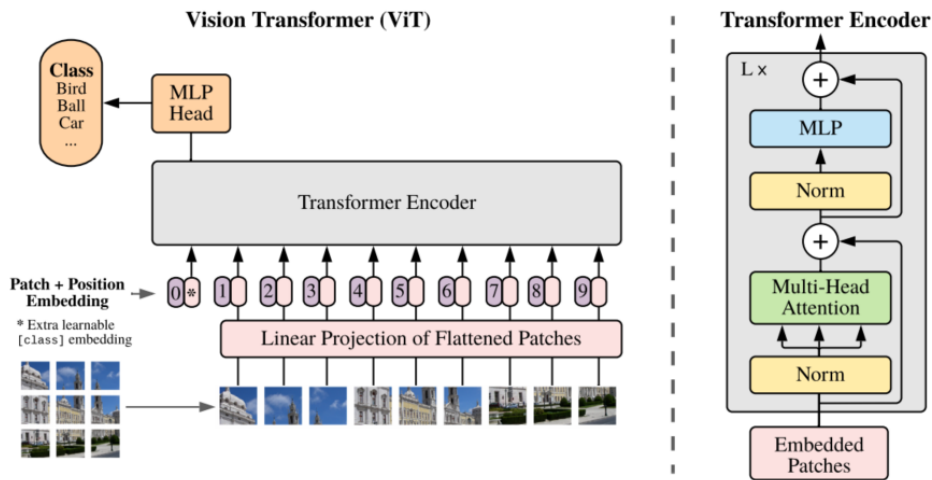 Vision Transformer (ViT)
Class
Bird
Ball
Car
...
MLP
Head
Transformer Encoder
Patch + Position
Embedding
0 * 1 2 3 4 5 6 7 8 9
* Extra learnable
[class] embedding
Linear Projection of Flattened Patches
Transformer Encoder
L ×
+
MLP
Norm
+
Multi-Head
Attention
Norm
Embedded
Patches